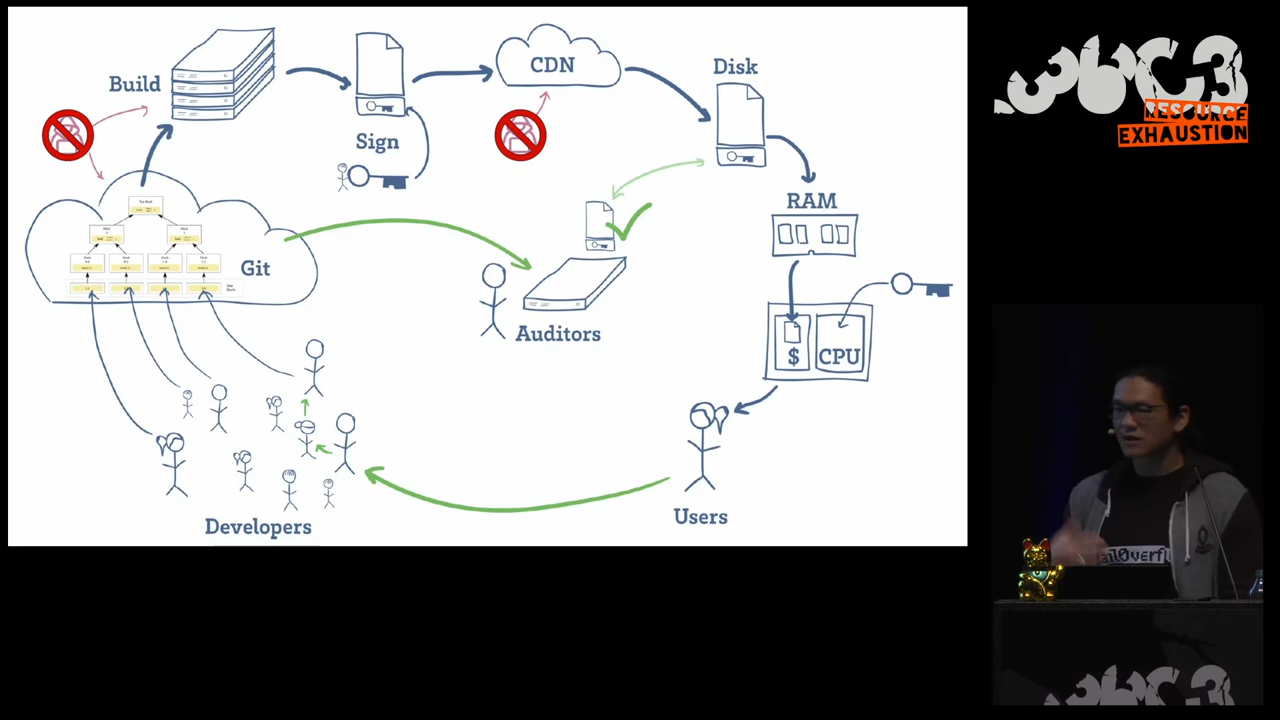 Build
Sign
CDN
Disk
RAM
$
CPU
Git
Auditors
Developers
Users
36C3
RESOURCE
EXHAUSTION